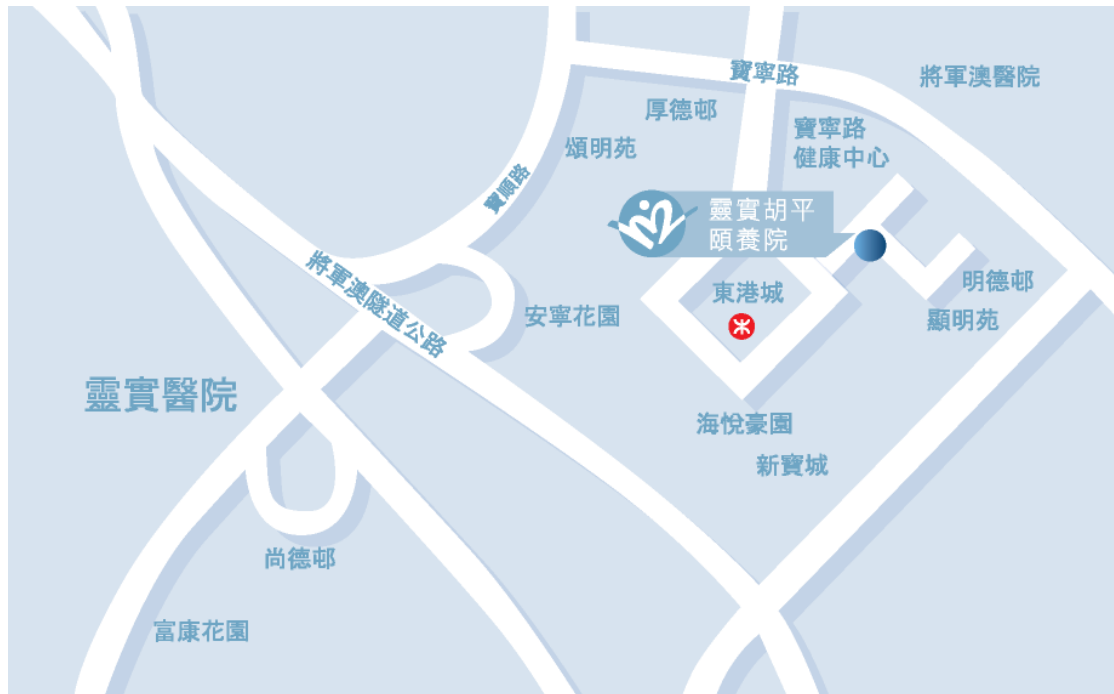 寶寧路
將軍澳醫院
厚德邨
頌明苑
寶寧路
健康中心
寶順路
靈實胡平
頤養院
將軍澳隧道公路
東港城
明德邨
顯明苑
安寧花園
靈實醫院
海悅豪園
新寶城
尚德邨
富康花園